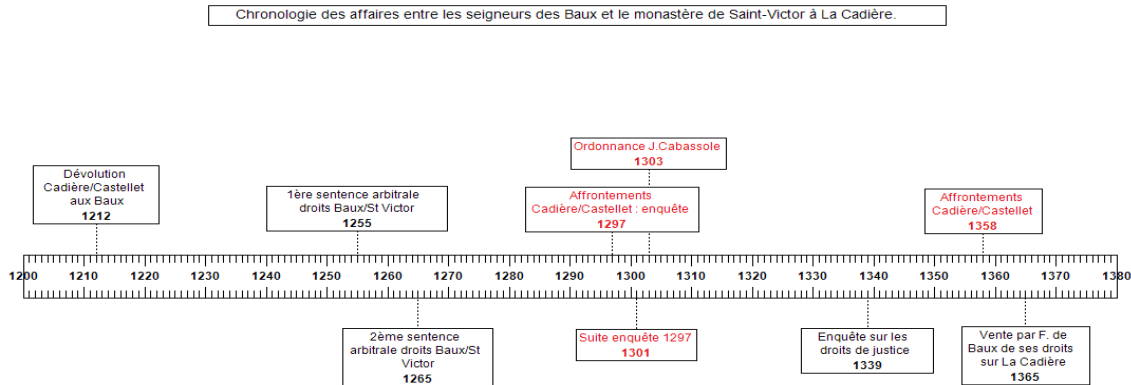 Chronologie des affaires entre les seigneurs des Baux et le monastère de Saint-Victor à La Cadière.
Ordonnance J.Cabassole
1303
Dévolution
Cadière/Castellet
aux Baux
1212
1ère sentence arbitrale
droits Baux/St Victor
1255
Affrontements
Cadière/Castellet : enquête
1297
Affrontements
Cadière/Castellet
1358
1200 1210 1220 1230 1240 1250 1260 1270 1280 1290 1300 1310 1320 1330 1340 1350 1360 1370 1380
2ème sentence
arbitrale droits Baux/St
Victor
1265
Suite enquête 1297
1301
Enquête sur les
droits de justice
1339
Vente par F. de
Baux de ses droits
sur La Cadière
1365